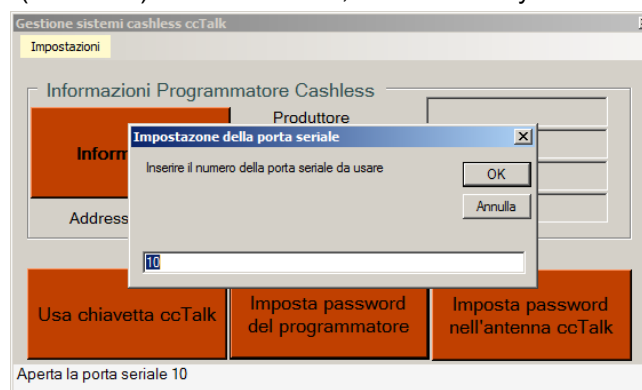 Gestione sistemi cashless ccTalk
Impostazioni
Informazioni Programmatore Cashless
Produttore
Impostazone della porta seriale
Inserire il numero della porta seriale da usare
OK
Annulla
Inform
Address
10
Usa chiavetta ccTalk
Imposta password
del programmatore
Imposta password
nell'antenna ccTalk
Aperta la porta seriale 10